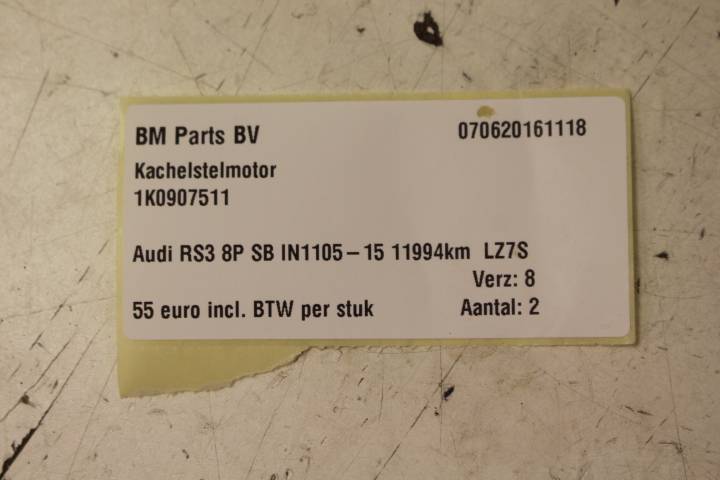 BM Parts BV 070620161118
Kachelstelmotor
1K0907511
Audi RS3 8P SB IN1105-15 11994km LZ7S
Verz: 8
55 euro incl. BTW per stuk Aantal: 2